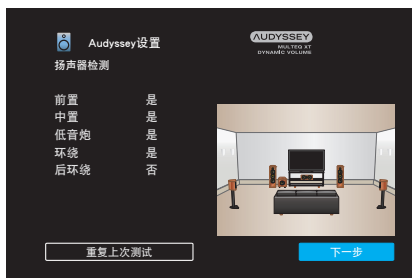 Audyssey设置
AUDYSSEY
MULTEQ XT
DYNAMIC VOLUME
扬声器检测
前置 是
中置 是
低音炮 是
环绕 是
后环绕 否
重复上次测试
下一步